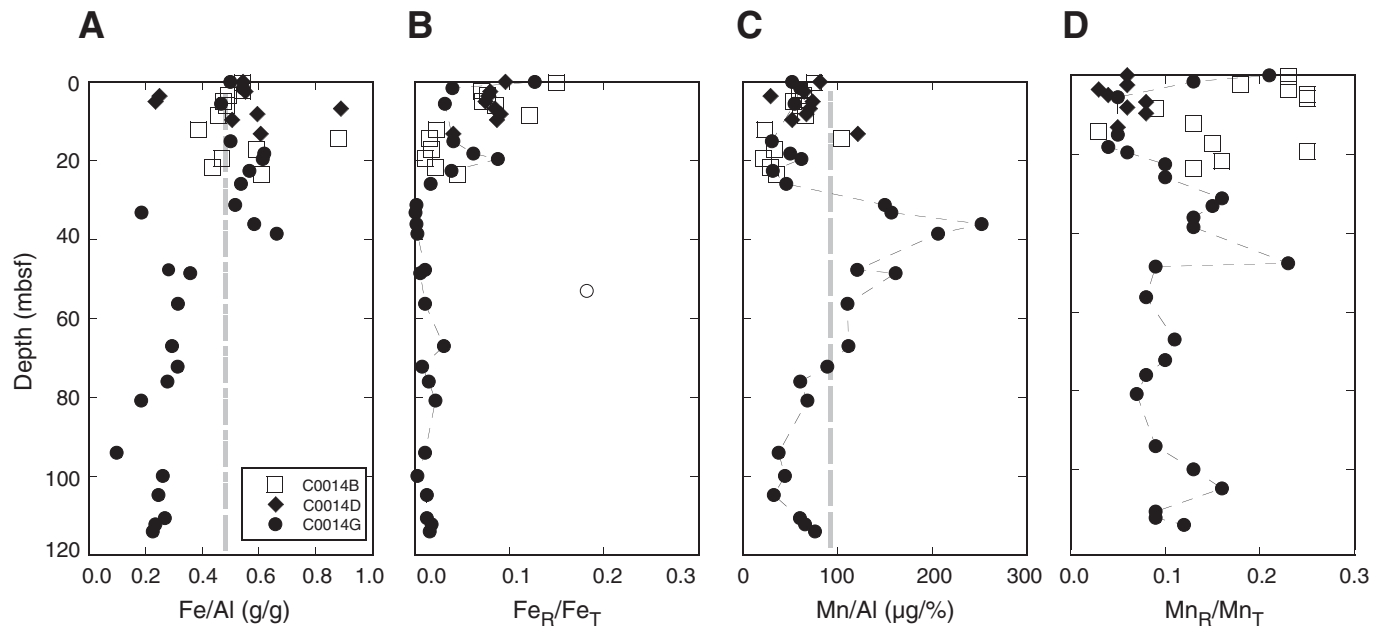 A B C D
0
20
40
60
80
100
120
Depth (mbsf)
C0014B
C0014D
C0014G
0.0 0.2 0.4 0.6 0.8 1.0
Fe/Al (g/g)
0.0 0.1 0.2 0.3
FeR/FeT
0 100 200 300
Mn/Al (µg/%)
0.0 0.1 0.2 0.3
MnR/MnT